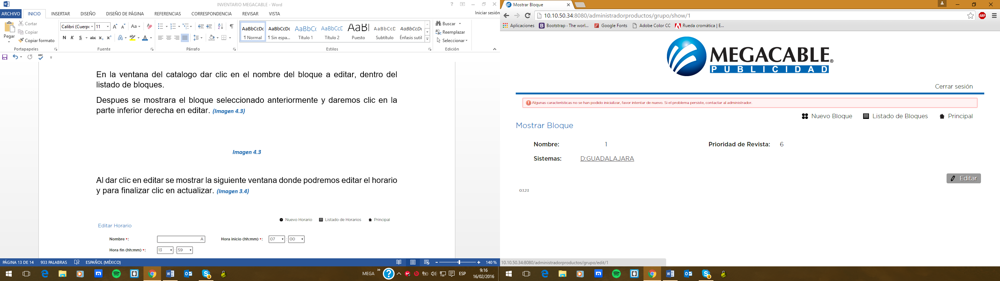 INVENTARIO MEGACABLE - Word
ARCHIVO INICIO INSERTAR DISEÑO DISEÑO DE PÁGINA REFERENCIAS CORRESPONDENCIA REVISAR VISTA Iniciar sesión
Pegar
Cortar
Copiar
Copiar formato
Portapapeles
Calibri (Cuerpo 11
Fuente
Párrafo
AaBbCcDc AaBbCcDc AaBbCc AaBbCcE AaB AaBbCcD AaBbCcDc
¶ Normal ¶ Sin espa... Título 1 Título 2 Puesto Subtítulo Énfasis sutil
Estilos
Buscar
Reemplazar
Seleccionar
Edición
En la ventana del catalogo dar clic en el nombre del bloque a editar, dentro del
listado de bloques.
Despues se mostrara el bloque seleccionado anteriormente y daremos clic en la
parte inferior derecha en editar. (Imagen 4.3)
Imagen 4.3
Al dar clic en editar se mostrar la siguiente ventana donde podremos editar el horario
y para finalizar clic en actualizar. (Imagen 3.4)
Nuevo Horario Listado de Horarios Principal
Editar Horario
Nombre *: A Hora inicio (hh:mm) *: 07 : 00
Hora fin (hh:mm) *: 13 : 59
PÁGINA 13 DE 14 933 PALABRAS ESPAÑOL (MÉXICO) 140 %
MEGA » ESP 9:16
16/02/2016
Mostrar Bloque
10.10.50.34:8080/administradorproductos/grupo/show/1
ABP
Aplicaciones Bootstrap · The worl... Google Fonts Adobe Color CC Rueda cromática | E...
MEGACABLE®
PUBLICIDAD
Cerrar sesión
Algunas características no se han podido inicializar, favor intentar de nuevo. Si el problema persiste, contactar al administrador.
Nuevo Bloque Listado de Bloques Principal
Mostrar Bloque
Nombre: 1 Prioridad de Revista: 6
Sistemas: D:GUADALAJARA
Editar
0.1.23
10.10.50.34:8080/administradorproductos/grupo/edit/1